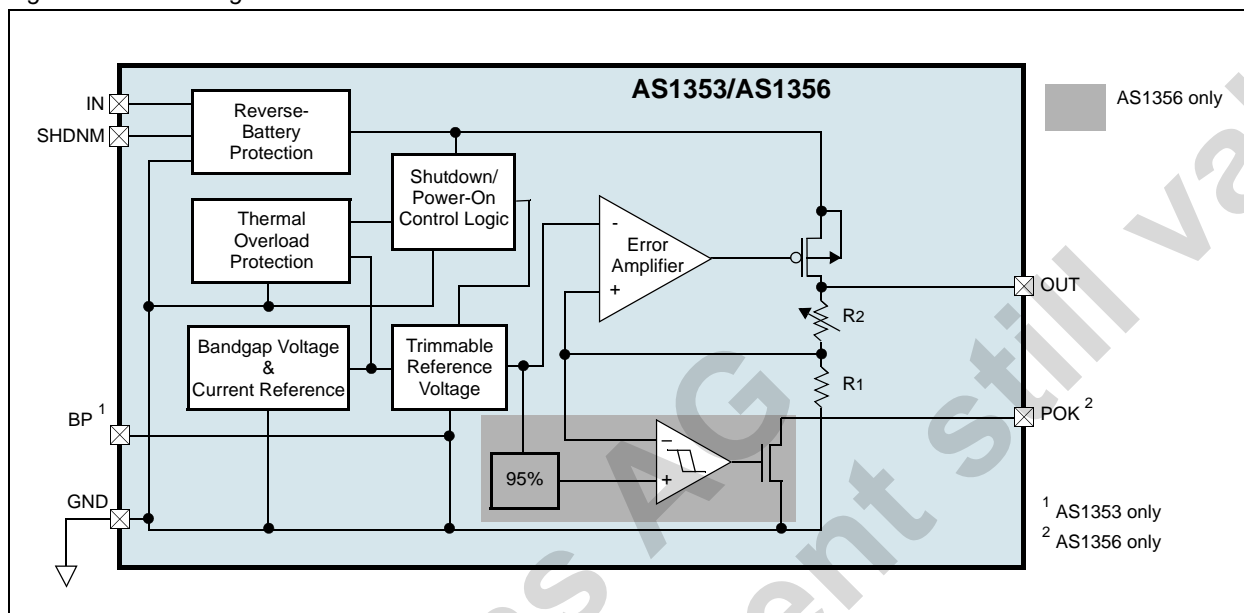 AS1353/AS1356
AS1356 only
IN
SHDNM
Reverse-
Battery
Protection
Shutdown/
Power-On
Control Logic
Thermal
Overload
Protection
-
Error
Amplifier
+
OUT
R2
R1
Bandgap Voltage
&
Current Reference
Trimmable
Reference
Voltage
BP 1
POK 2
95%
−
+
GND
1 AS1353 only
2 AS1356 only